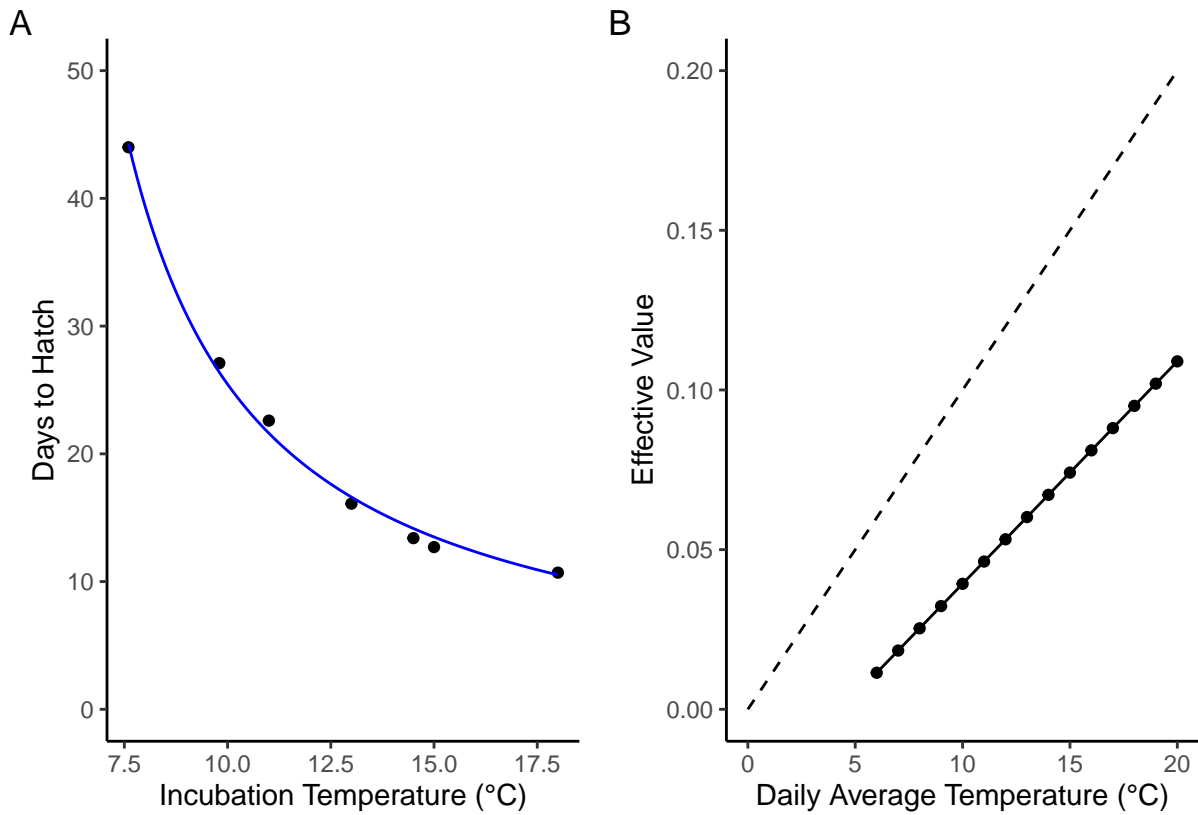 A
Days to Hatch
50
40
30
20
10
0
7.5 10.0 12.5 15.0 17.5
Incubation Temperature (°C)
B
Effective Value
0.20
0.15
0.10
0.05
0.00
0 5 10 15 20
Daily Average Temperature (°C)